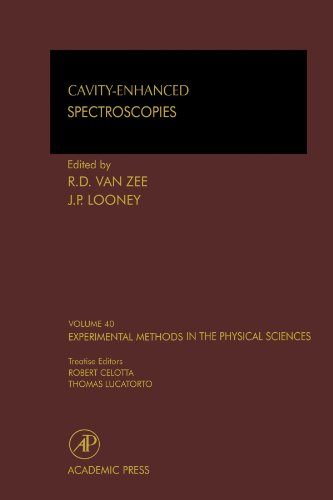 CAVITY-ENHANCED
SPECTROSCOPIES
Edited by
R.D. VAN ZEE
J.P. LOONEY
VOLUME 40
EXPERIMENTAL METHODS IN THE PHYSICAL SCIENCES
Treatise Editors
ROBERT CELOTTA
THOMAS LUCATORTO
AP
ACADEMIC PRESS